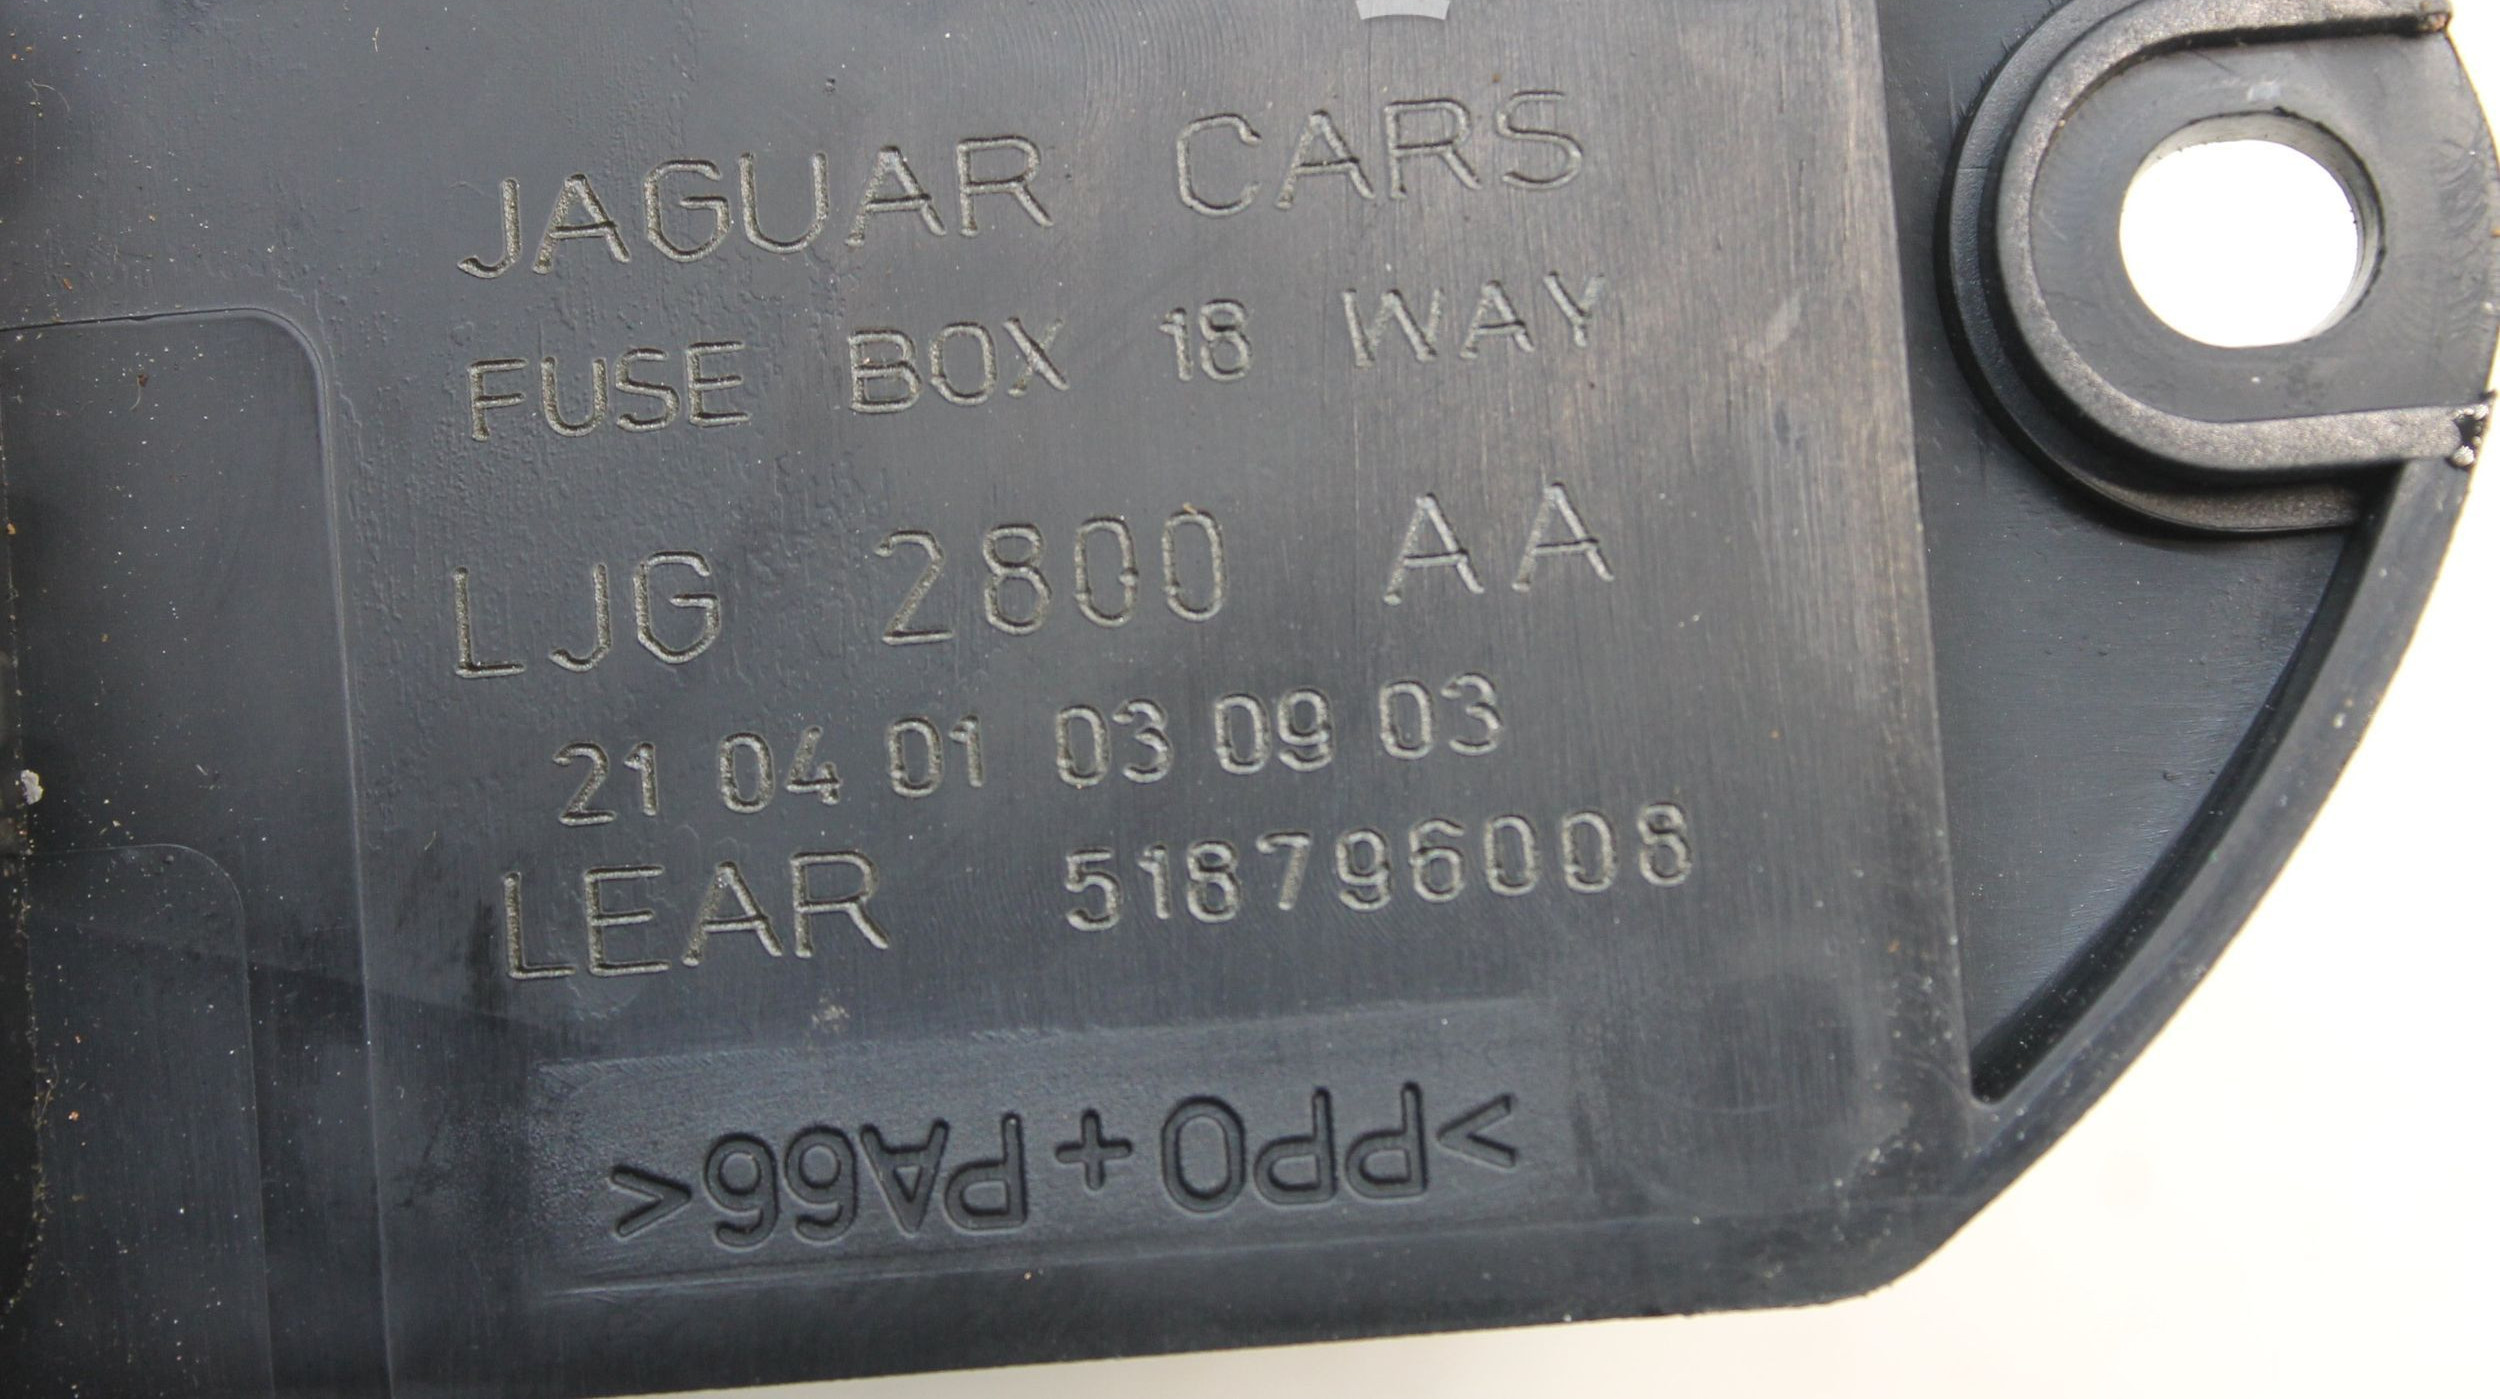 JAGUAR CARS
FUSE BOX 18 WAY
LJG 2800 AA
21 04 01 03 09 03
LEAR 518796008
>PPO+PA66<